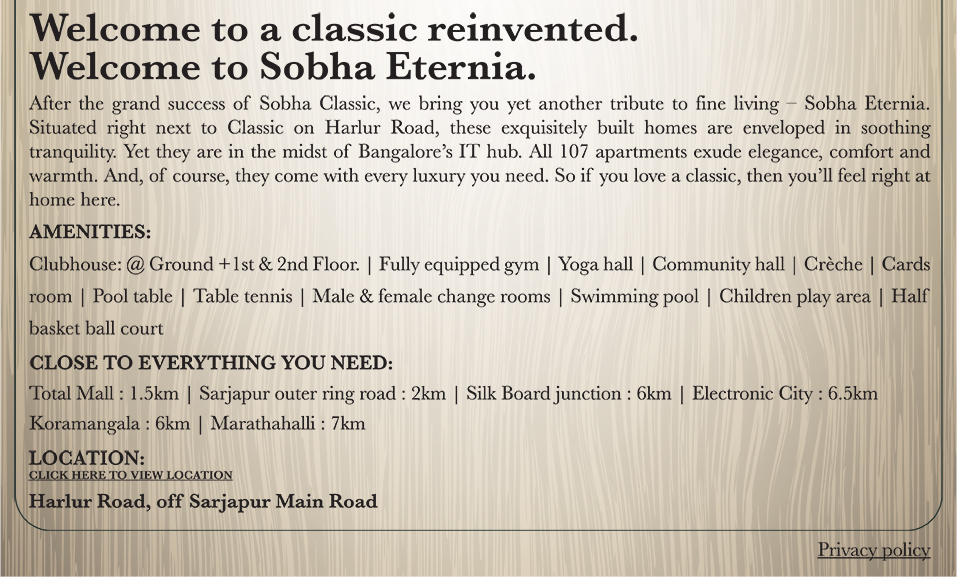 Welcome to a classic reinvented.
Welcome to Sobha Eternia.
After the grand success of Sobha Classic, we bring you yet another tribute to fine living – Sobha Eternia.
Situated right next to Classic on Harlur Road, these exquisitely built homes are enveloped in soothing
tranquility. Yet they are in the midst of Bangalore's IT hub. All 107 apartments exude elegance, comfort and
warmth. And, of course, they come with every luxury you need. So if you love a classic, then you'll feel right at
home here.
AMENITIES:
Clubhouse: @ Ground +1st & 2nd Floor. | Fully equipped gym | Yoga hall | Community hall | Crèche | Cards
room | Pool table | Table tennis | Male & female change rooms | Swimming pool | Children play area | Half
basket ball court
CLOSE TO EVERYTHING YOU NEED:
Total Mall : 1.5km | Sarjapur outer ring road : 2km | Silk Board junction : 6km | Electronic City : 6.5km
Koramangala : 6km | Marathahalli : 7km
LOCATION:
CLICK HERE TO VIEW LOCATION
Harlur Road, off Sarjapur Main Road
Privacy policy